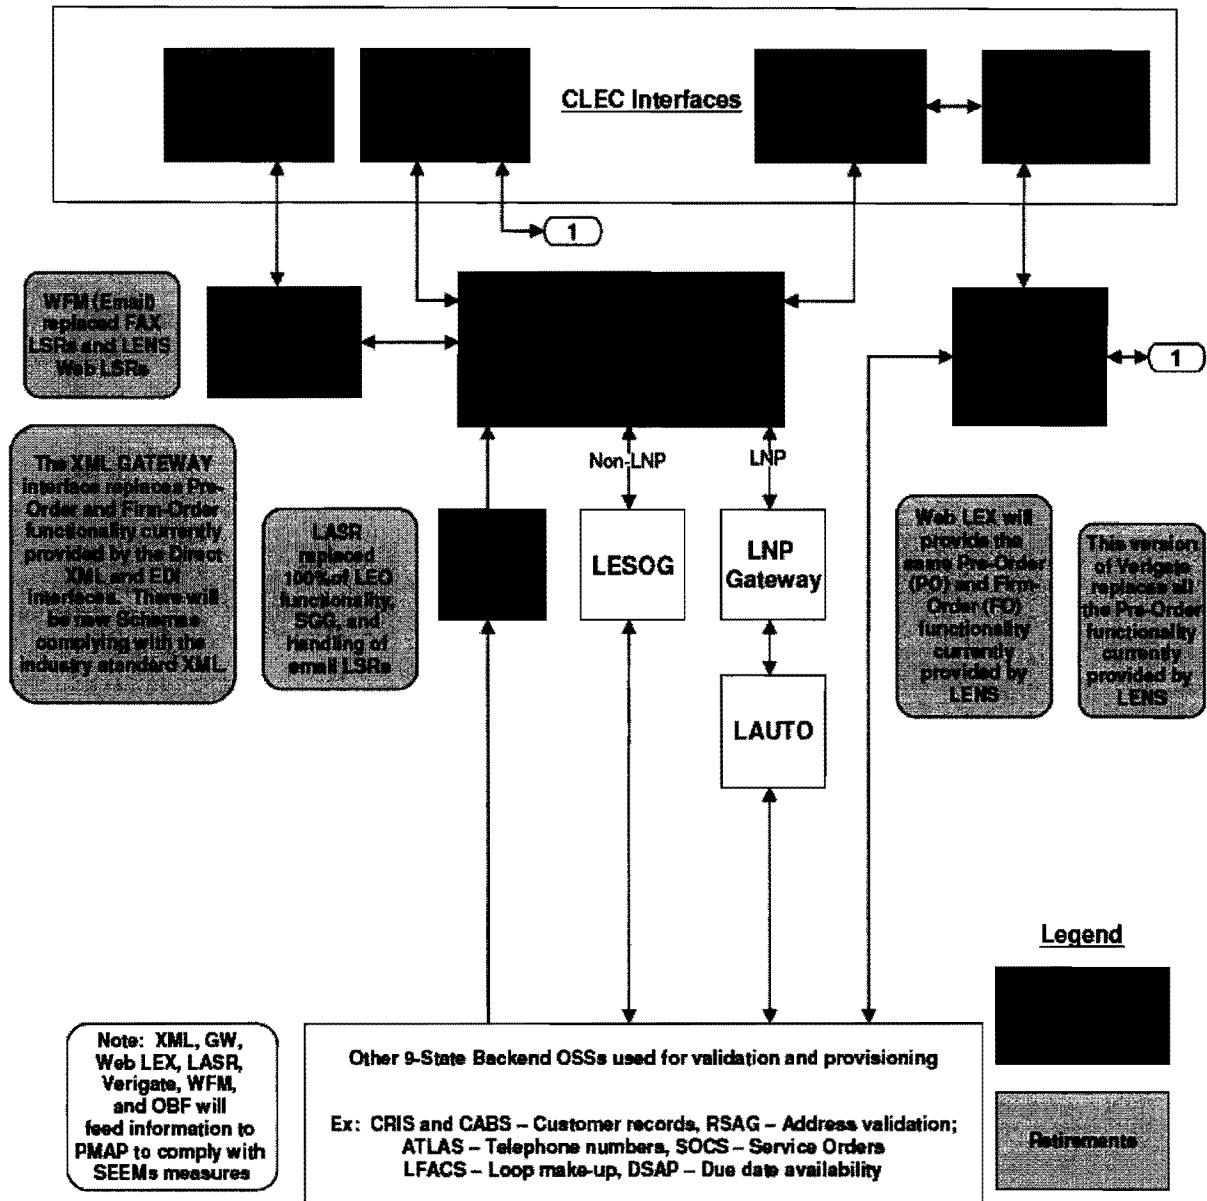 CLEC Interfaces
1
WFM (Email)
replaced FAX
LSRs and LENS
Web LSRs
1
The XML GATEWAY
interface replaces Pre-
Order and Firm-Order
functionality currently
provided by the Direct
XML and EDI
interfaces. There will
be new Schemas
complying with the
industry standard XML.
LASR
replaced
100% of LEO
functionality,
SGG, and
Handling of
email LSRs
Non-LNP
LNP
LESOG
LNP
Gateway
LAUTO
Web LEX will
provide the
same Pre-Order
(PO) and Firm-
Order (FO)
functionality
currently
provided by
LENS
This version
of Verigate
replaces all
the Pre-Order
functionality
currently
provided by
LENS
Legend
Retirements
Note: XML, GW,
Web LEX, LASR,
Verigate, WFM,
and OBF will
feed information to
PMAP to comply with
SEEMs measures
Other 9-State Backend OSSs used for validation and provisioning
Ex: CRIS and CABS – Customer records, RSAG – Address validation;
ATLAS – Telephone numbers, SOCS – Service Orders
LFACS – Loop make-up, DSAP – Due date availability